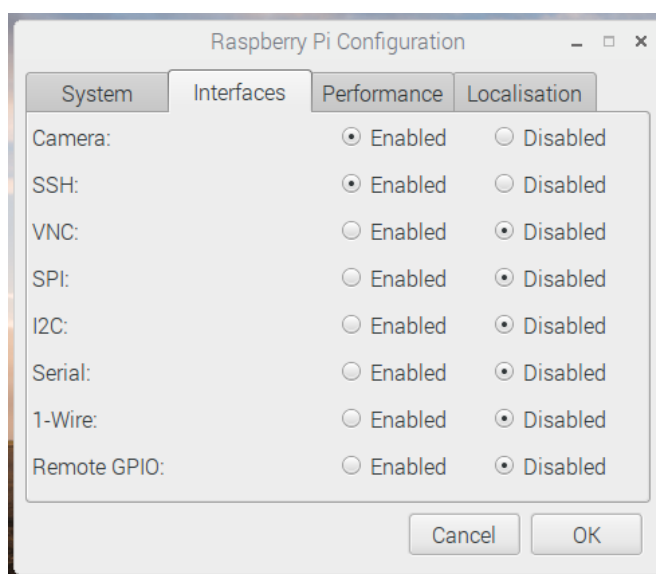 Raspberry Pi Configuration
System Interfaces Performance Localisation
Camera: Enabled Disabled
SSH: Enabled Disabled
VNC: Enabled Disabled
SPI: Enabled Disabled
I2C: Enabled Disabled
Serial: Enabled Disabled
1-Wire: Enabled Disabled
Remote GPIO: Enabled Disabled
Cancel OK